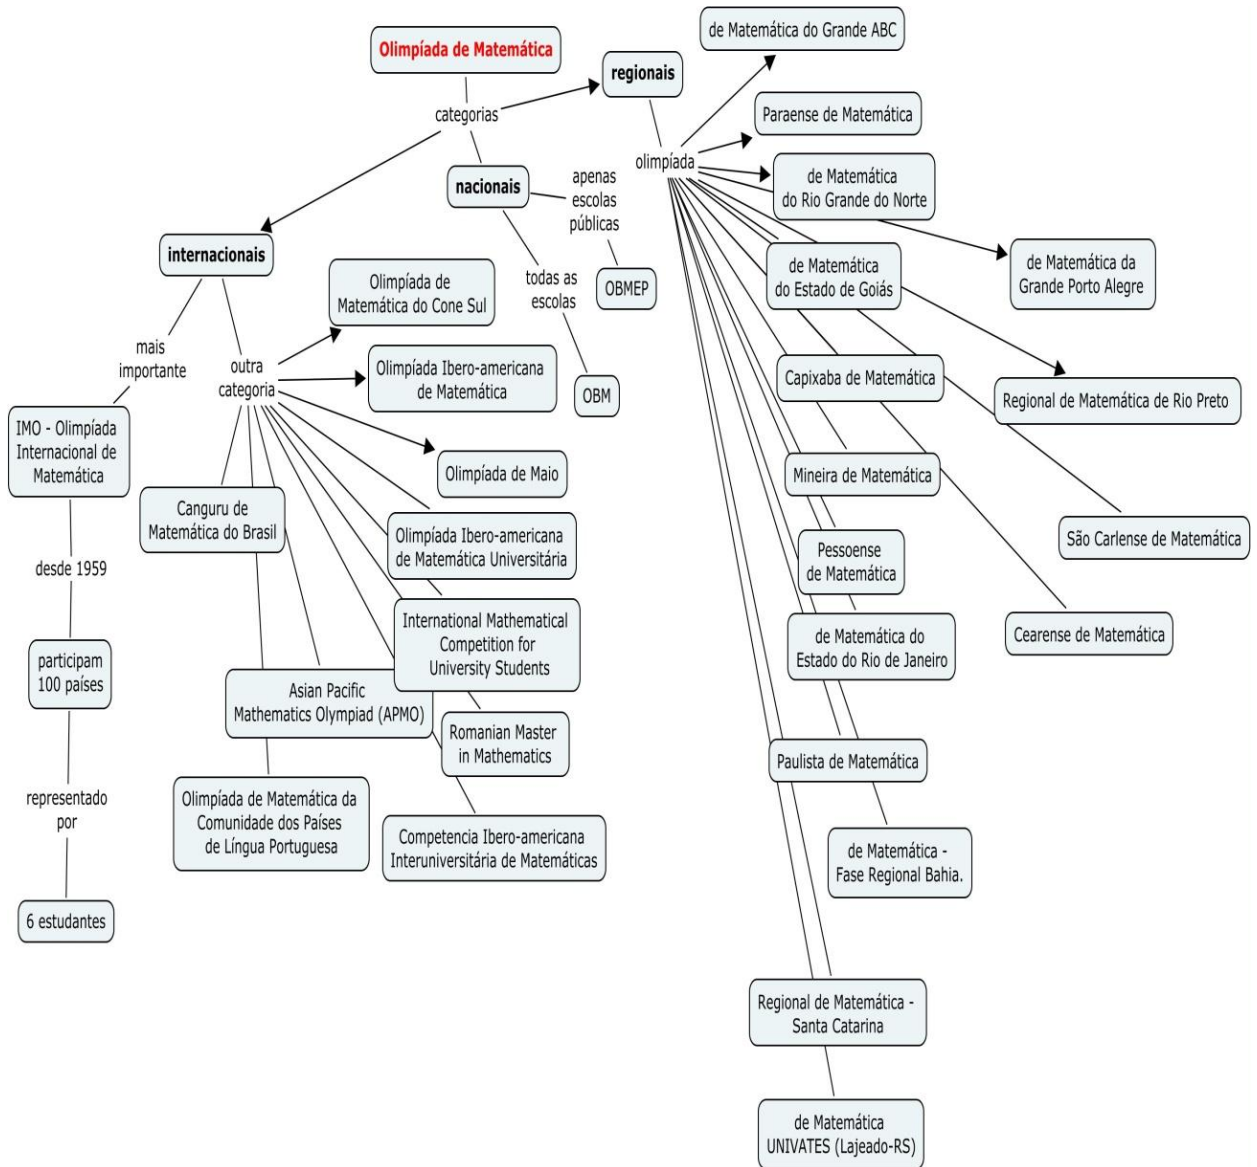 Olimpíada de Matemática
categorias
regionais
olimpíada
de Matemática do Grande ABC
Paraense de Matemática
de Matemática
do Rio Grande do Norte
de Matemática da
Grande Porto Alegre
de Matemática
do Estado de Goiás
Regional de Matemática de Rio Preto
Capixaba de Matemática
São Carlense de Matemática
Mineira de Matemática
Cearense de Matemática
Pessoense
de Matemática
de Matemática do
Estado do Rio de Janeiro
Paulista de Matemática
de Matemática -
Fase Regional Bahia.
Regional de Matemática -
Santa Catarina
de Matemática
UNIVATES (Lajeado-RS)
nacionais
apenas
escolas
públicas
OBMEP
todas as
escolas
OBM
internacionais
mais
importante
IMO - Olimpíada
Internacional de
Matemática
desde 1959
participam
100 países
representado
por
6 estudantes
outra
categoria
Olimpíada de
Matemática do Cone Sul
Olimpíada Ibero-americana
de Matemática
Olimpíada de Maio
Canguru de
Matemática do Brasil
Olimpíada Ibero-americana
de Matemática Universitária
International Mathematical
Competition for
University Students
Asian Pacific
Mathematics Olympiad (APMO)
Romanian Master
in Mathematics
Olimpíada de Matemática da
Comunidade dos Países
de Língua Portuguesa
Competencia Ibero-americana
Interuniversitária de Matemáticas